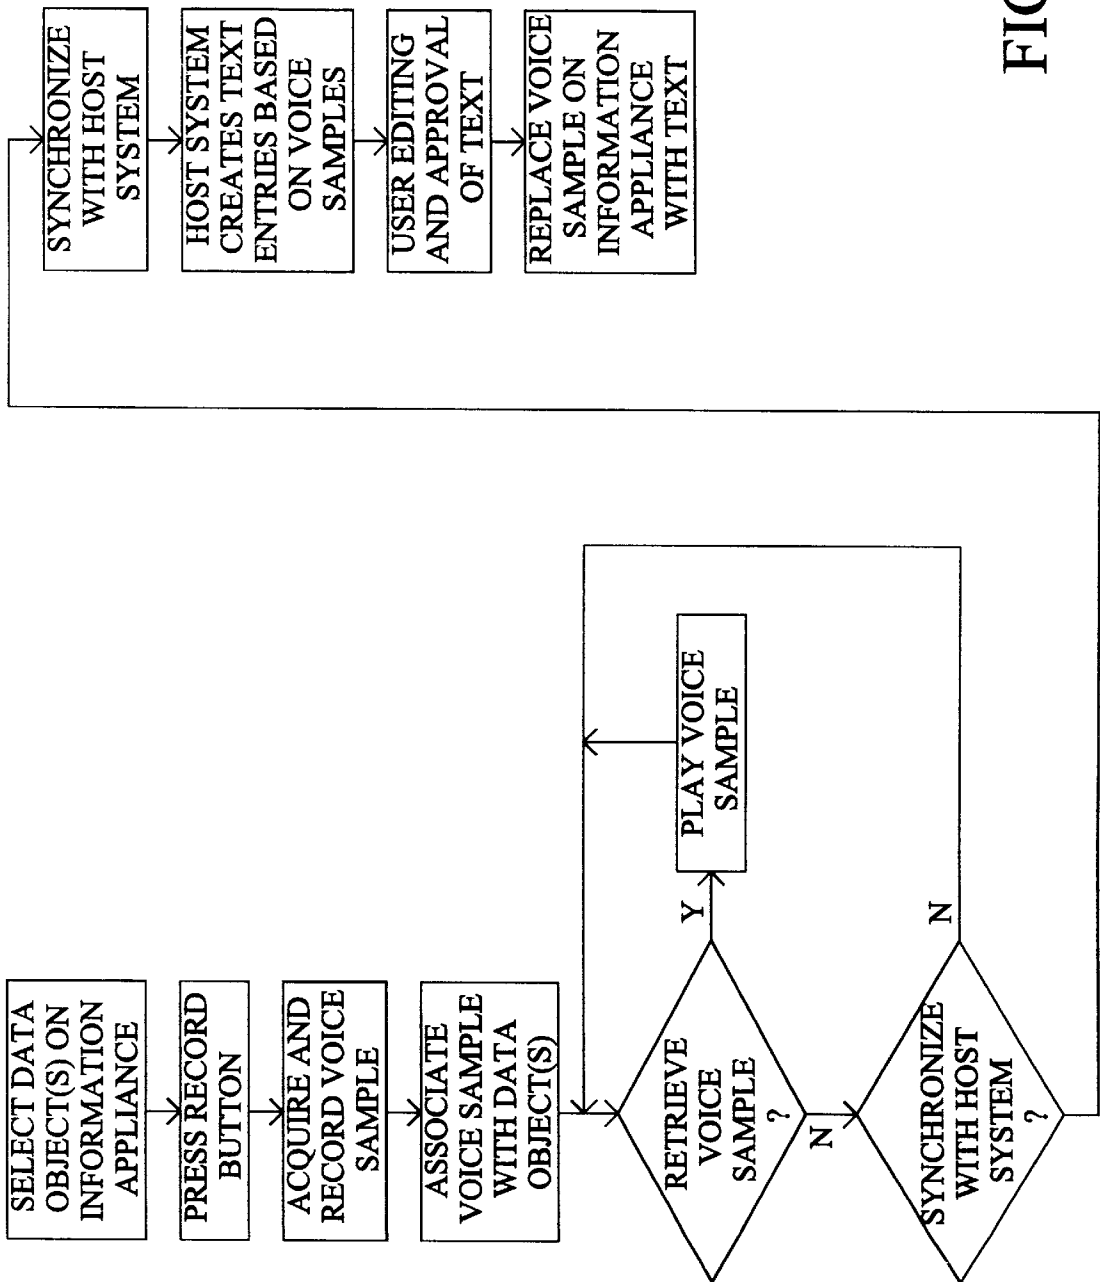 SELECT DATA
OBJECT(S) ON
INFORMATION
APPLIANCE
PRESS RECORD
BUTTON
ACQUIRE AND
RECORD VOICE
SAMPLE
ASSOCIATE
VOICE SAMPLE
WITH DATA
OBJECT(S)
RETRIEVE
VOICE
SAMPLE
?
Y
PLAY VOICE
SAMPLE
N
SYNCHRONIZE
WITH HOST
SYSTEM
?
N
SYNCHRONIZE
WITH HOST
SYSTEM
HOST SYSTEM
CREATES TEXT
ENTRIES BASED
ON VOICE
SAMPLES
USER EDITING
AND APPROVAL
OF TEXT
REPLACE VOICE
SAMPLE ON
INFORMATION
APPLIANCE
WITH TEXT